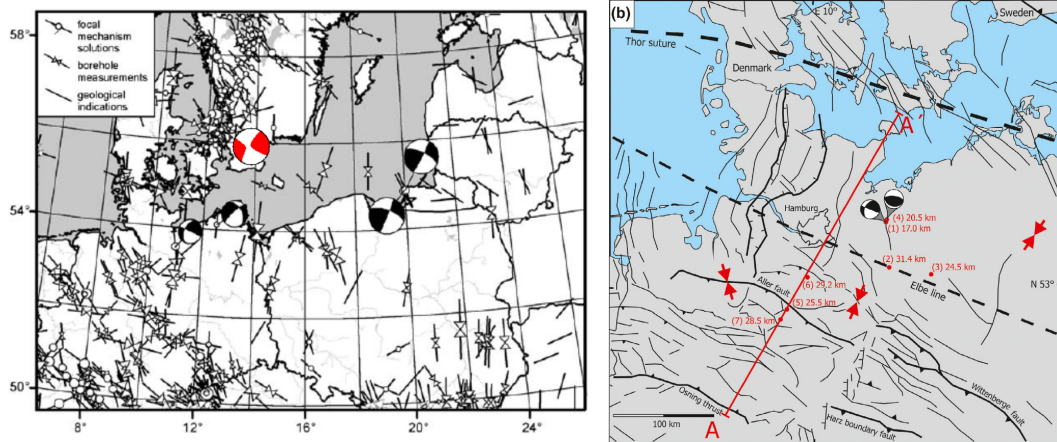 58°
56°
54°
52°
50°
8°
12°
16°
20°
24°
focal
mechanism
solutions
borehole
measurements
geological
indications
(b)
E 10°
Sweden
Thor suture
Denmark
A'
Hamburg
(4) 20.5 km
(1) 17.0 km
(2) 31.4 km
(3) 24.5 km
N 53°
Elbe line
(6) 29.2 km
Aller fault
(5) 25.5 km
(7) 28.5 km
Osning thrust
Wittenberge fault
Harz boundary fault
100 km
A